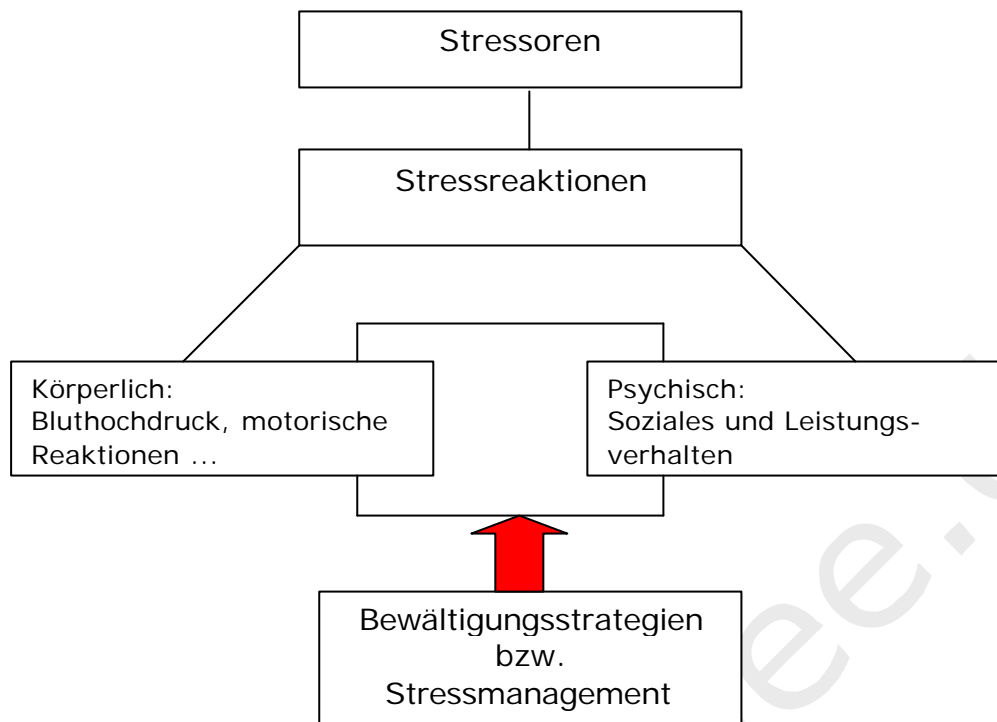 Stressoren
Stressreaktionen
Körperlich:
Bluthochdruck, motorische
Reaktionen ...
Psychisch:
Soziales und Leistungs-
verhalten
Bewältigungsstrategien
bzw.
Stressmanagement